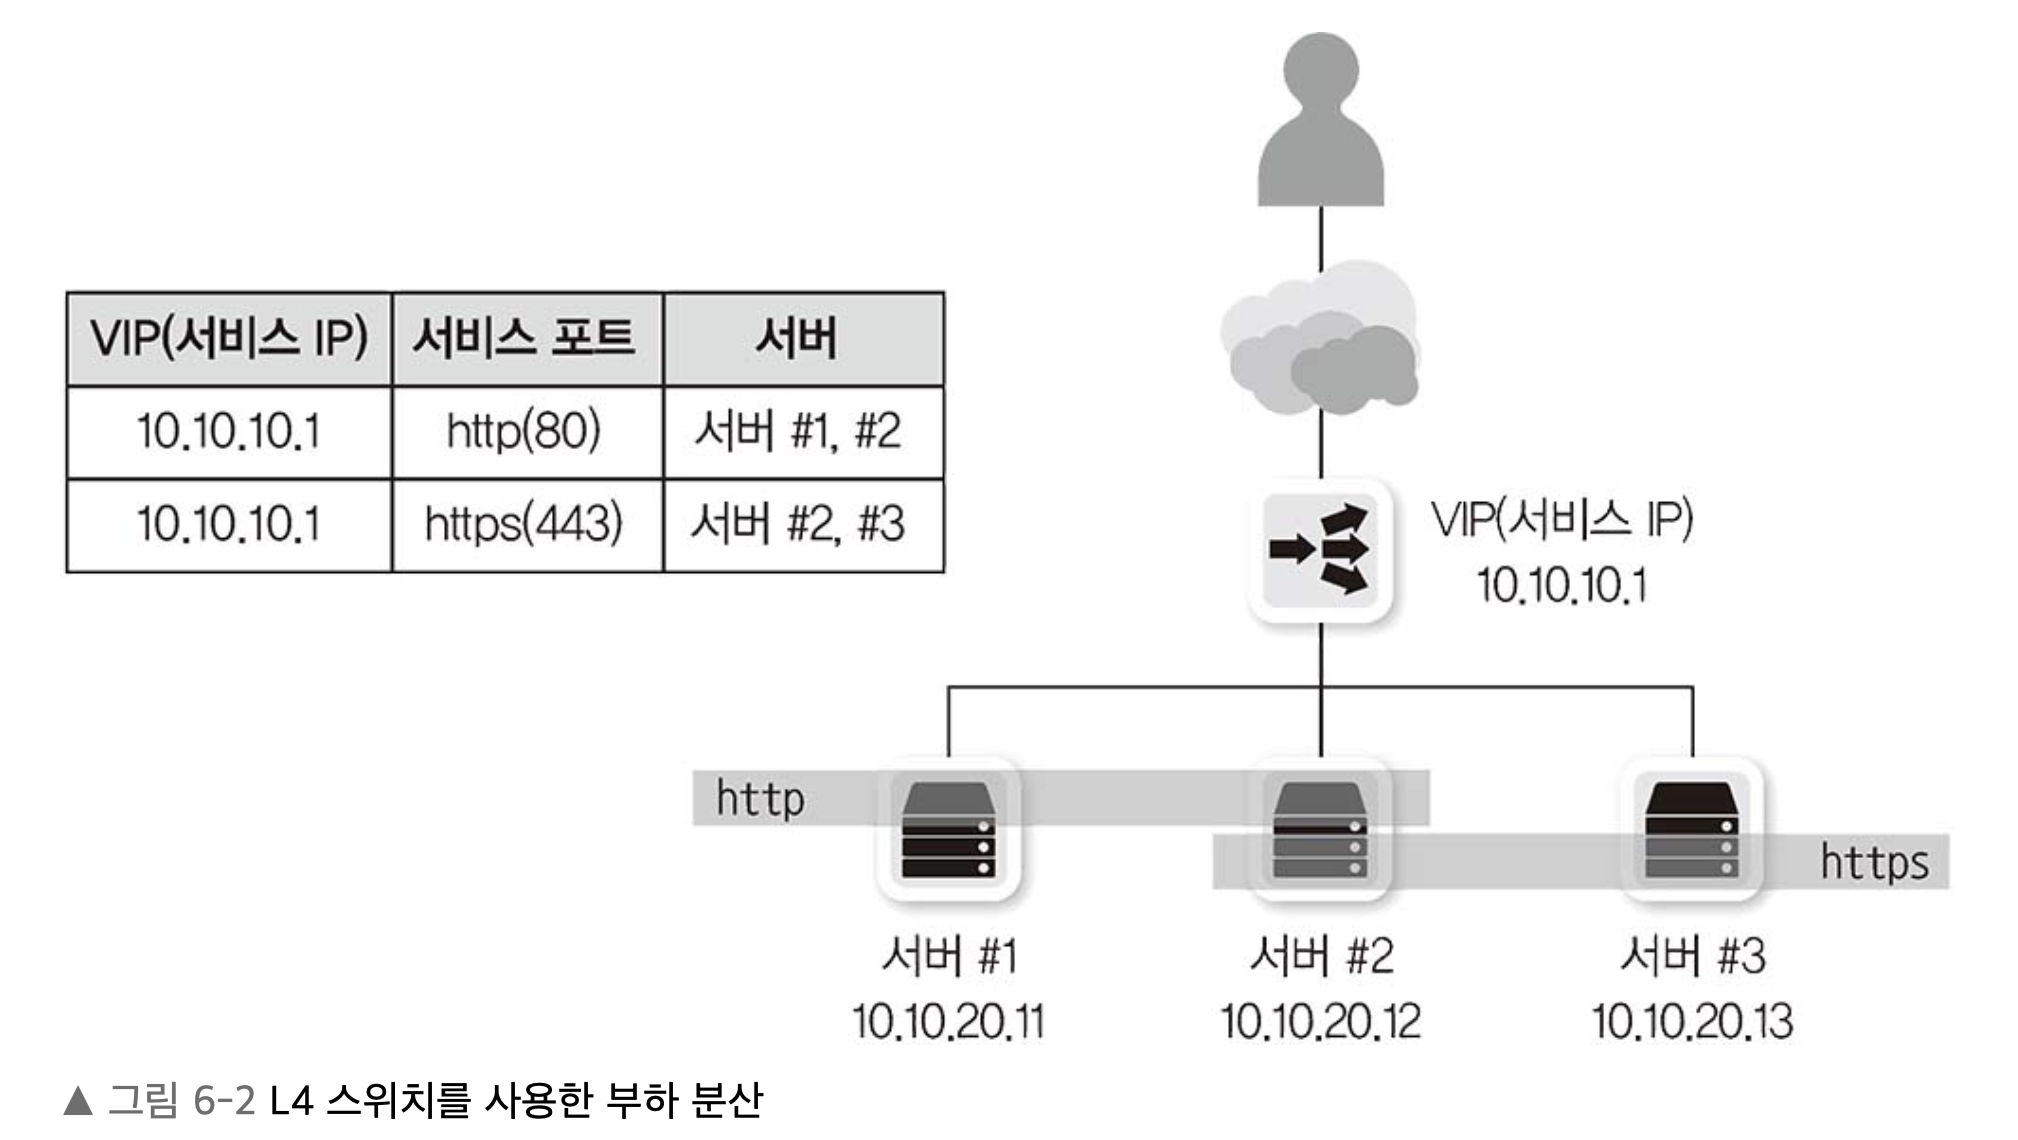 VIP(서비스 IP) 서비스 포트 서버
10.10.10.1 http(80) 서버 #1, #2
10.10.10.1 https(443) 서버 #2, #3
VIP(서비스 IP)
10.10.10.1
http
https
서버 #1
10.10.20.11
서버 #2
10.10.20.12
서버 #3
10.10.20.13
▲ 그림 6-2 L4 스위치를 사용한 부하 분산